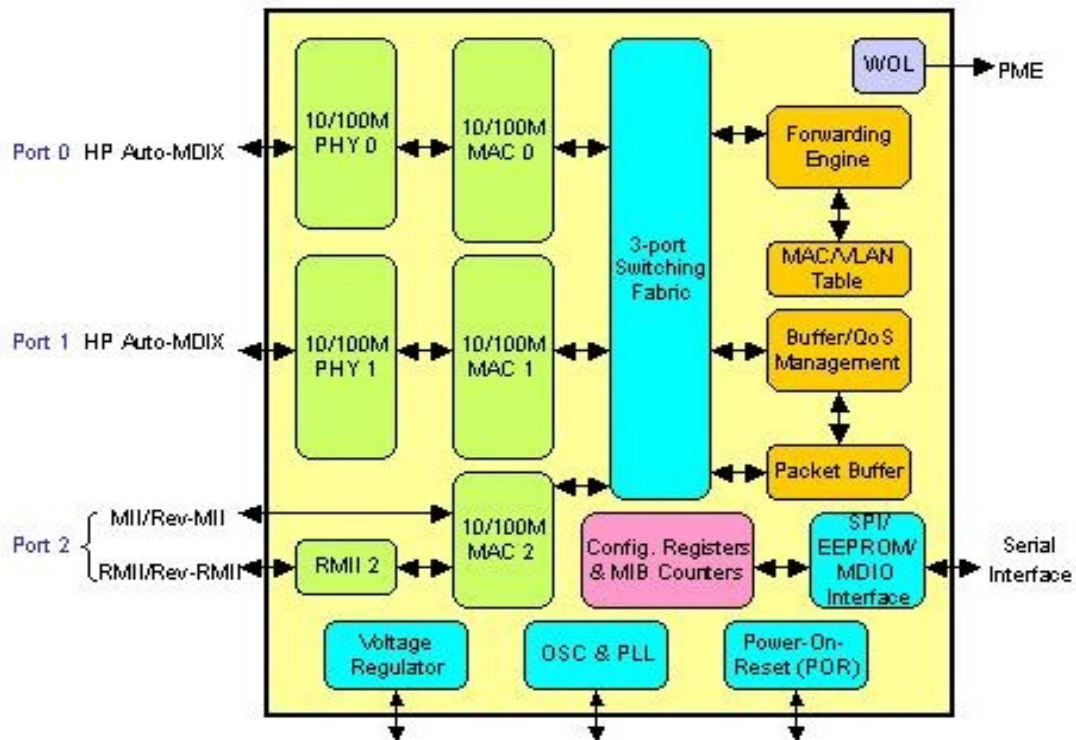 WOL
PME
10/100M
PHY 0
10/100M
MAC 0
Forwarding
Engine
Port 0 HP Auto-MDIX
3-port
Switching
Fabric
MAC/VLAN
Table
Port 1 HP Auto-MDIX
10/100M
PHY 1
10/100M
MAC 1
Buffer/QoS
Management
Packet Buffer
Port 2
MII/Rev-MII
RMII/Rev-RMII
RMII 2
10/100M
MAC 2
Config. Registers
& MIB Counters
SPI/
EEPROM/
MDIO
Interface
Serial
Interface
Voltage
Regulator
OSC & PLL
Power-On-
Reset (POR)